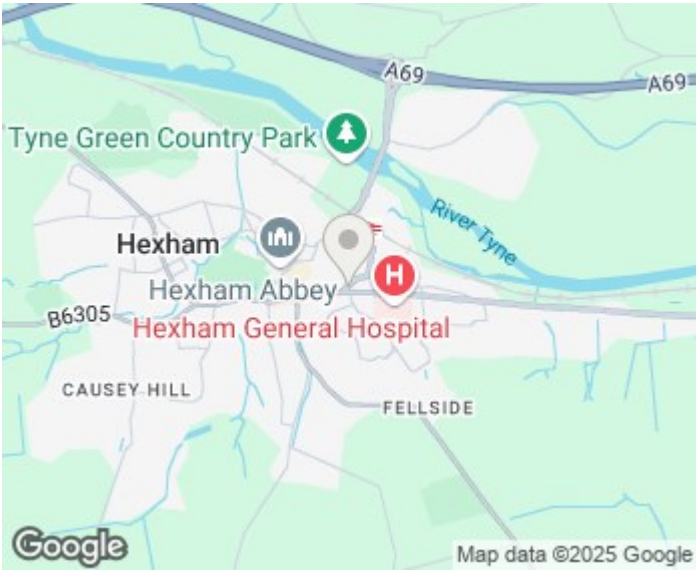 A69
A69
Tyne Green Country Park
River Tyne
Hexham
Hexham Abbey
H
B6305
Hexham General Hospital
CAUSEY HILL
FELLSIDE
Google
Map data ©2025 Google